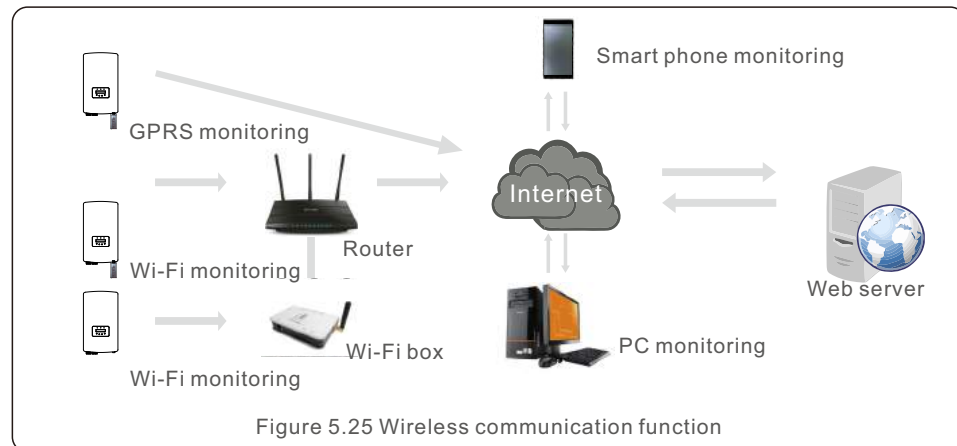 Smart phone monitoring
GPRS monitoring
Internet
Router
Wi-Fi monitoring
Web server
Wi-Fi box
PC monitoring
Wi-Fi monitoring
Figure 5.25 Wireless communication function